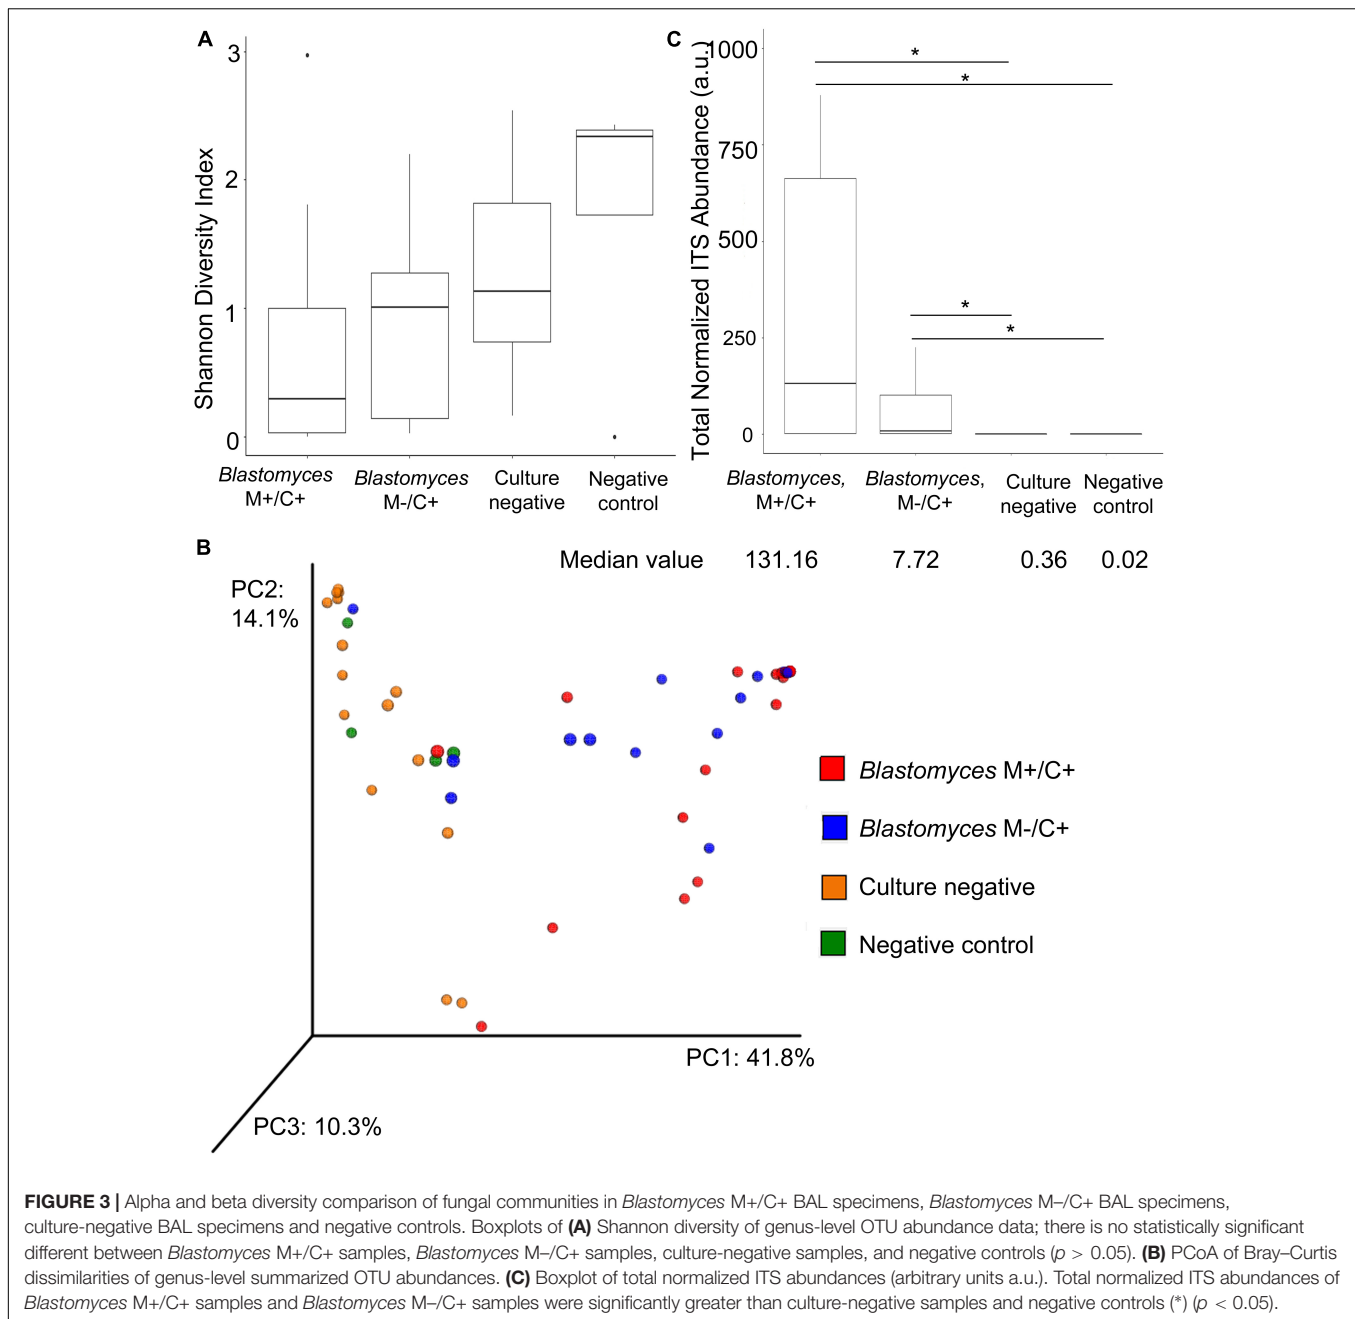 A
Shannon Diversity Index
3
2
1
0
Blastomyces
M+/C+
Blastomyces
M-/C+
Culture
negative
Negative
control
C
Total Normalized ITS Abundance (a.u.)
1000
750
500
250
0
*
*
*
*
Blastomyces,
M+/C+
Blastomyces,
M-/C+
Culture
negative
Negative
control
Median value 131.16 7.72 0.36 0.02
B
PC2:
14.1%
PC1: 41.8%
PC3: 10.3%
Blastomyces M+/C+
Blastomyces M-/C+
Culture negative
Negative control
FIGURE 3 | Alpha and beta diversity comparison of fungal communities in Blastomyces M+/C+ BAL specimens, Blastomyces M–/C+ BAL specimens,
culture-negative BAL specimens and negative controls. Boxplots of (A) Shannon diversity of genus-level OTU abundance data; there is no statistically significant
different between Blastomyces M+/C+ samples, Blastomyces M–/C+ samples, culture-negative samples, and negative controls (p > 0.05). (B) PCoA of Bray–Curtis
dissimilarities of genus-level summarized OTU abundances. (C) Boxplot of total normalized ITS abundances (arbitrary units a.u.). Total normalized ITS abundances of
Blastomyces M+/C+ samples and Blastomyces M–/C+ samples were significantly greater than culture-negative samples and negative controls (*) (p < 0.05).